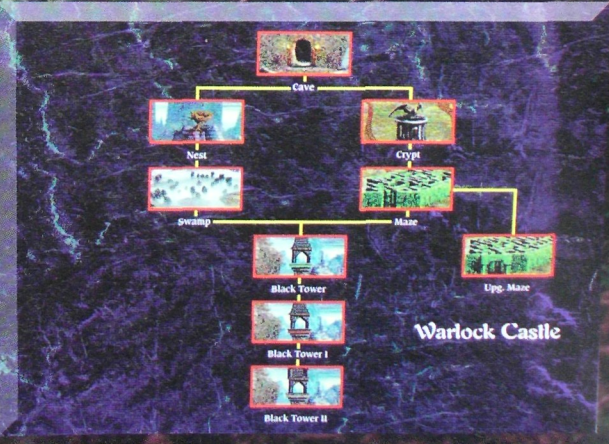 Cave
Nest
Crypt
Swamp
Maze
Black Tower
Upg. Maze
Black Tower I
Warlock Castle
Black Tower II